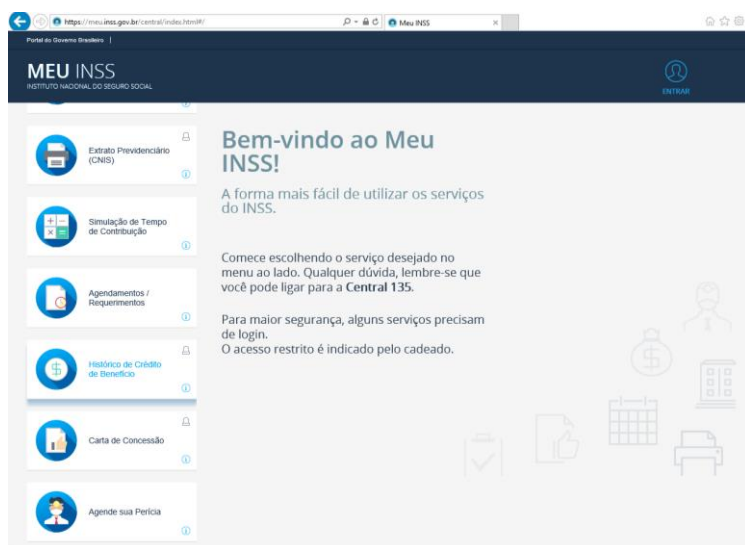 https://meu.inss.gov.br/central/index.html#/
Meu INSS
Portal do Governo Brasileiro |
MEU INSS
INSTITUTO NACIONAL DO SEGURO SOCIAL
ENTRAR
Extrato Previdenciário
(CNIS)
Simulação de Tempo
de Contribuição
Agendamentos /
Requerimentos
Histórico de Crédito
de Benefício
Carta de Concessão
Agende sua Perícia
Bem-vindo ao Meu
INSS!
A forma mais fácil de utilizar os serviços
do INSS.
Comece escolhendo o serviço desejado no
menu ao lado. Qualquer dúvida, lembre-se que
você pode ligar para a Central 135.
Para maior segurança, alguns serviços precisam
de login.
O acesso restrito é indicado pelo cadeado.